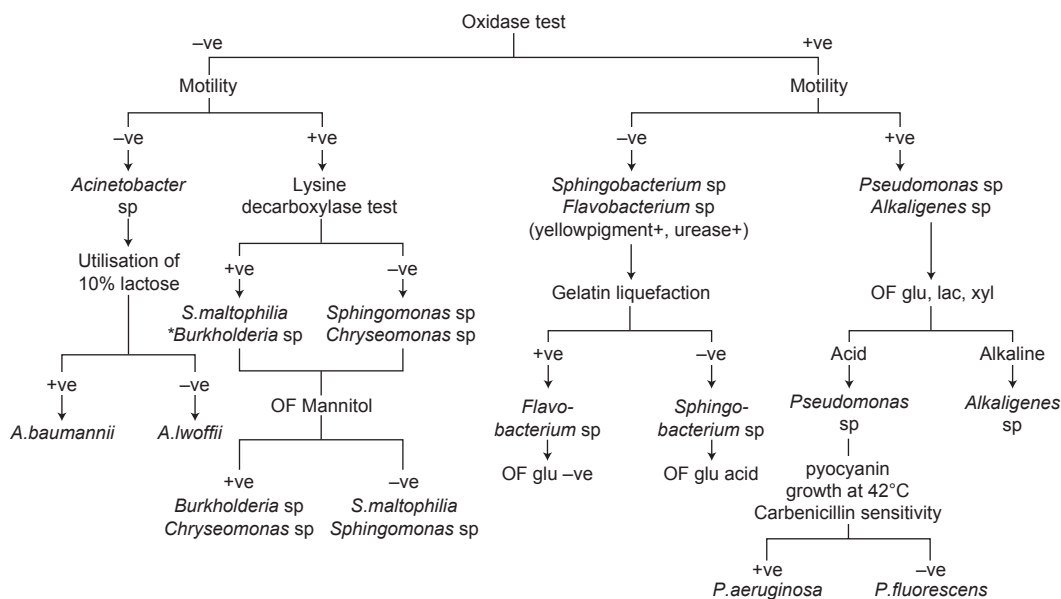 Oxidase test
–ve
+ve
Motility
Motility
–ve
+ve
–ve
+ve
Acinetobacter
sp
Lysine
decarboxylase test
Sphingobacterium sp
Flavobacterium sp
(yellowpigment+, urease+)
Pseudomonas sp
Alkaligenes sp
Utilisation of
10% lactose
+ve
–ve
Gelatin liquefaction
OF glu, lac, xyl
S.maltophilia
*Burkholderia sp
Sphingomonas sp
Chryseomonas sp
+ve
–ve
Acid
Alkaline
+ve
–ve
OF Mannitol
Flavo-
bacterium sp
Sphingo-
bacterium sp
Pseudomonas
sp
Alkaligenes
sp
A.baumannii
A.lwoffii
OF glu –ve
OF glu acid
pyocyanin
growth at 42°C
Carbenicillin sensitivity
+ve
–ve
Burkholderia sp
Chryseomonas sp
S.maltophilia
Sphingomonas sp
+ve
–ve
P.aeruginosa
P.fluorescens